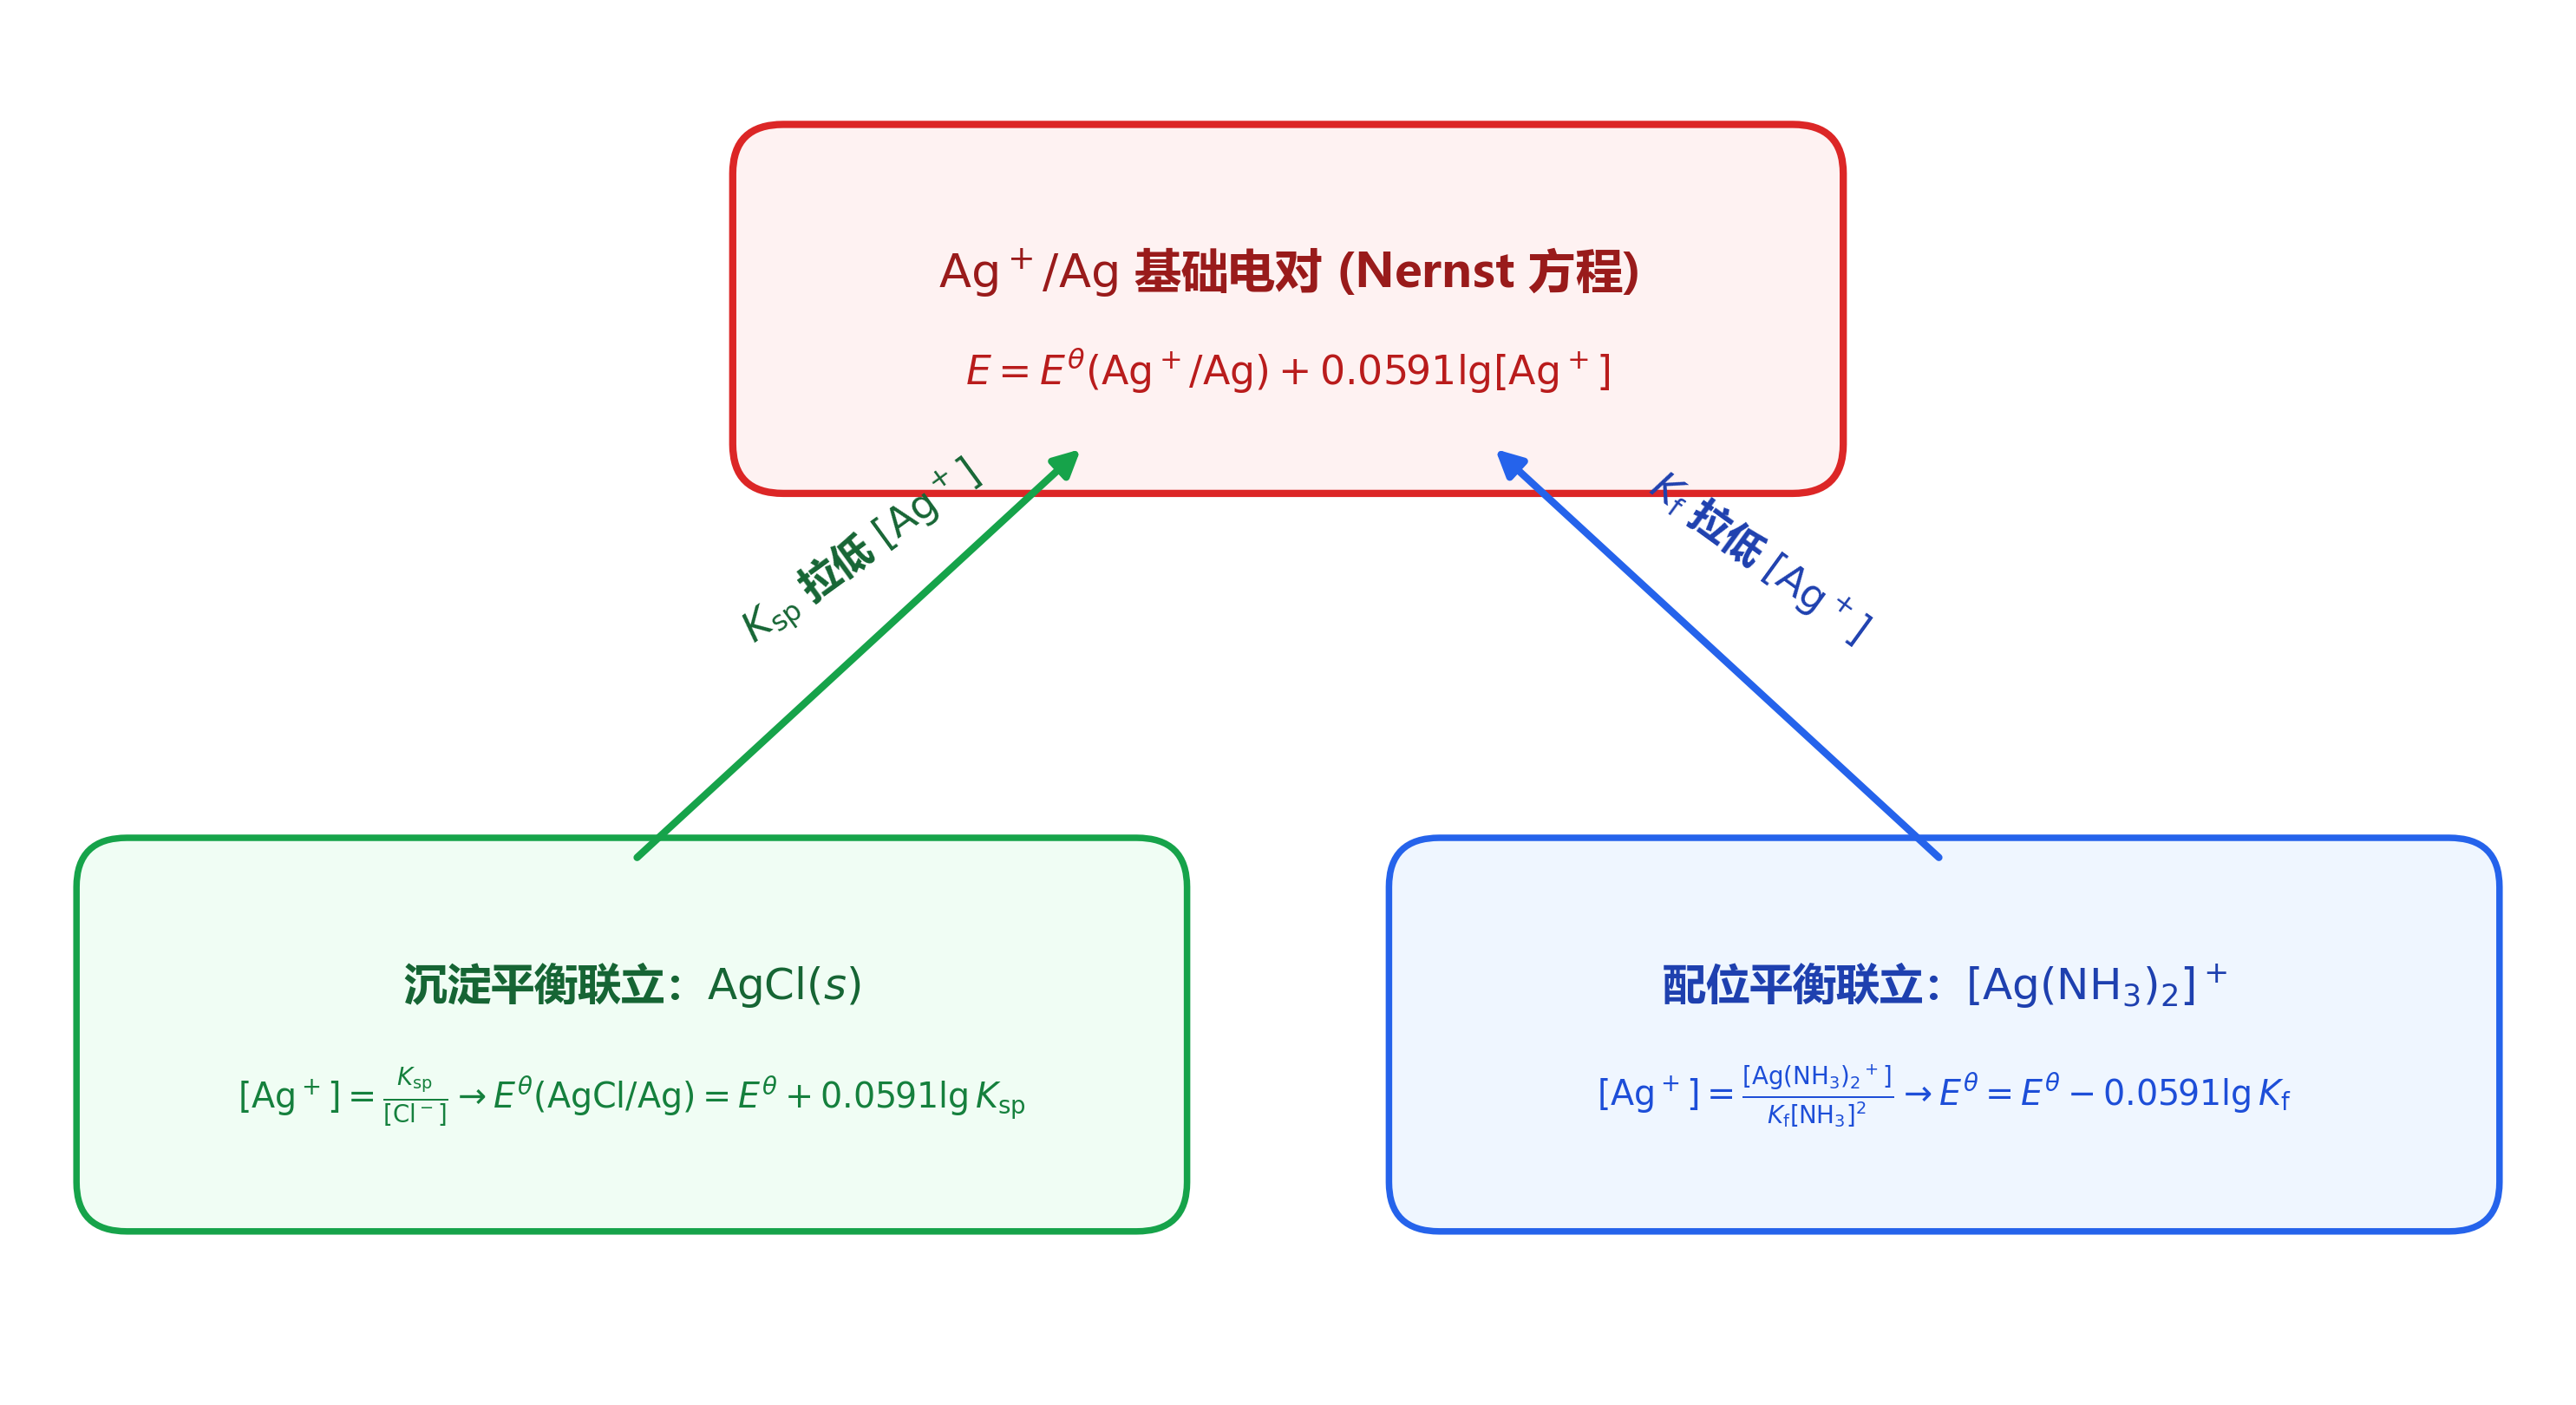 Ag⁺/Ag 基础电对 (Nernst 方程)
E = E^θ(Ag⁺/Ag) + 0.0591lg[Ag⁺]
K_sp 拉低 [Ag⁺]
K_f 拉低 [Ag⁺]
沉淀平衡联立：AgCl(s)
[Ag⁺] = K_sp/[Cl⁻] → E^θ(AgCl/Ag) = E^θ + 0.0591lg K_sp
配位平衡联立：[Ag(NH₃)₂]⁺
[Ag⁺] = [Ag(NH₃)₂⁺]/K_f[NH₃]² → E^θ = E^θ − 0.0591lg K_f